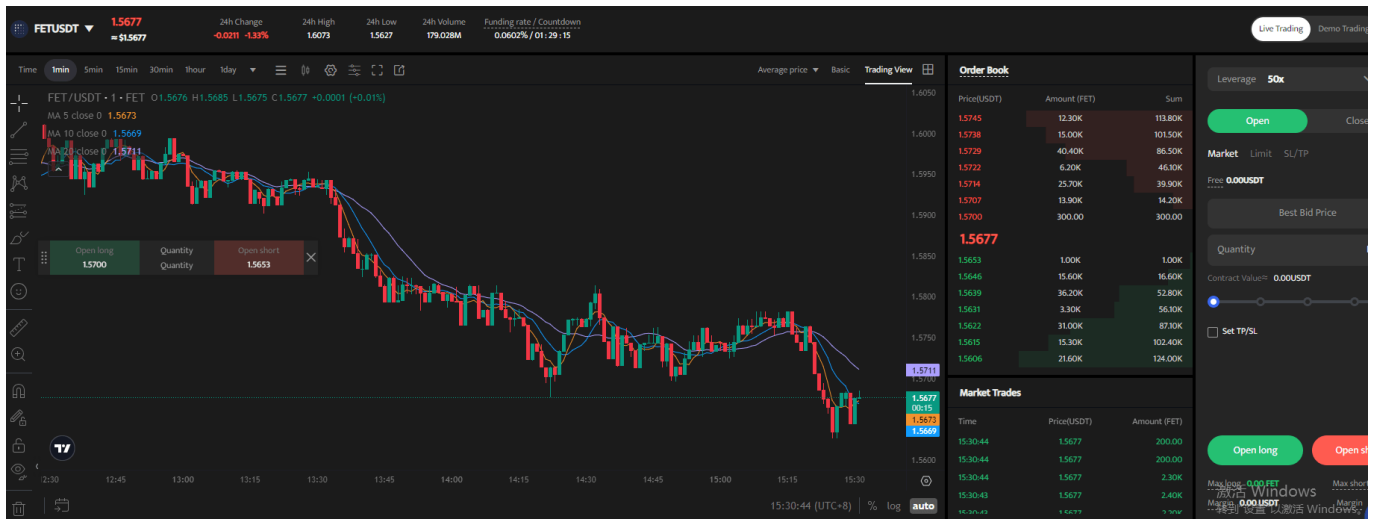 FETUSDT
1.5677
≈ $1.5677
24h Change
-0.0211 -1.33%
24h High
1.6073
24h Low
1.5627
24h Volume
179.028M
Funding rate / Countdown
0.0602% / 01 : 29 : 15
Live Trading
Demo Trading
Time 1min 5min 15min 30min 1hour 1day
Average price Basic Trading View
FET/USDT • 1 • FET O1.5676 H1.5685 L1.5675 C1.5677 +0.0001 (+0.01%)
MA 5 close 0 1.5673
MA 10 close 0 1.5669
MA 20 close 0 1.5711
Open long
1.5700
Quantity
Quantity
Open short
1.5653
1.6050
1.6000
1.5950
1.5900
1.5850
1.5800
1.5750
1.5711
1.5700
1.5677
00:15
1.5673
1.5669
1.5600
2:30 12:45 13:00 13:15 13:30 13:45 14:00 14:15 14:30 14:45 15:00 15:15 15:30
15:30:44 (UTC+8) % log auto
Order Book
Price(USDT) Amount (FET) Sum
1.5745 12.30K 113.80K
1.5738 15.00K 101.50K
1.5729 40.40K 86.50K
1.5722 6.20K 46.10K
1.5714 25.70K 39.90K
1.5707 13.90K 14.20K
1.5700 300.00 300.00
1.5677
1.5653 1.00K 1.00K
1.5646 15.60K 16.60K
1.5639 36.20K 52.80K
1.5631 3.30K 56.10K
1.5622 31.00K 87.10K
1.5615 15.30K 102.40K
1.5606 21.60K 124.00K
Market Trades
Time Price(USDT) Amount (FET)
15:30:44 1.5677 200.00
15:30:44 1.5677 200.00
15:30:44 1.5677 2.30K
15:30:43 1.5677 2.40K
15:30:43 1.5677 2.20K
Leverage 50x
Open Close
Market Limit SL/TP
Free 0.00USDT
Best Bid Price
Quantity
Contract Value≈ 0.00USDT
Set TP/SL
Open long Open sh
Max long 0.00 FET Max short
Margin 0.00 USDT Margin
激活 Windows
转到"设置"以激活 Windows。